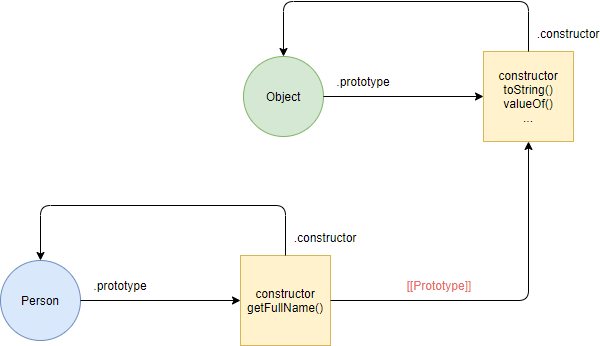 .constructor
Object
.prototype
constructor
toString()
valueOf()
...
.constructor
Person
.prototype
constructor
getFullName()
[[Prototype]]